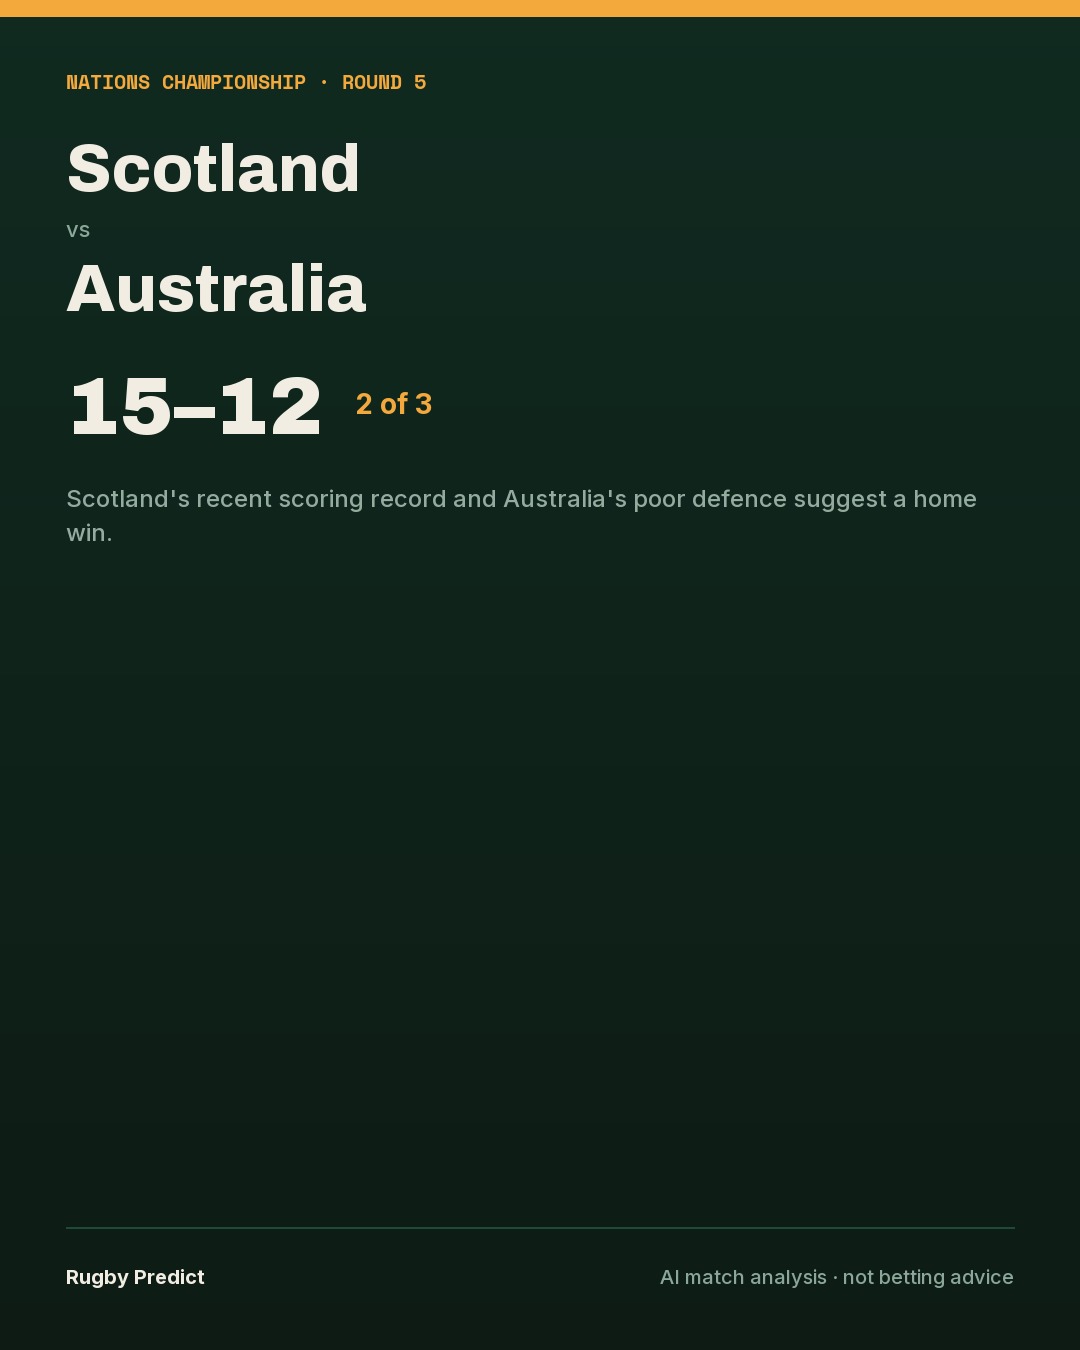 NATIONS CHAMPIONSHIP · ROUND 5
Scotland
vs
Australia
15–12 2 of 3
Scotland's recent scoring record and Australia's poor defence suggest a home
win.
Rugby Predict
AI match analysis · not betting advice